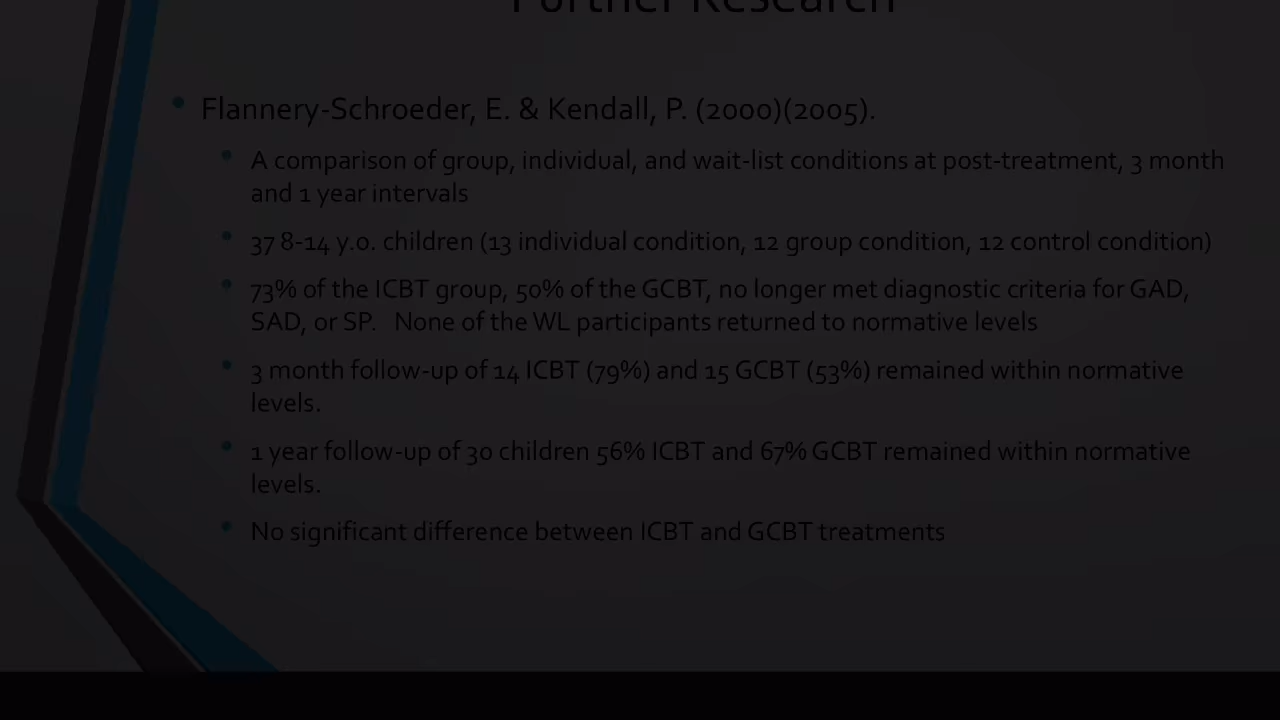 Further Research
• Flannery-Schroeder, E. & Kendall, P. (2000)(2005).
• A comparison of group, individual, and wait-list conditions at post-treatment, 3 month
and 1 year intervals
• 37 8-14 y.o. children (13 individual condition, 12 group condition, 12 control condition)
• 73% of the ICBT group, 50% of the GCBT, no longer met diagnostic criteria for GAD,
SAD, or SP.   None of the WL participants returned to normative levels
• 3 month follow-up of 14 ICBT (79%) and 15 GCBT (53%) remained within normative
levels.
• 1 year follow-up of 30 children 56% ICBT and 67% GCBT remained within normative
levels.
• No significant difference between ICBT and GCBT treatments